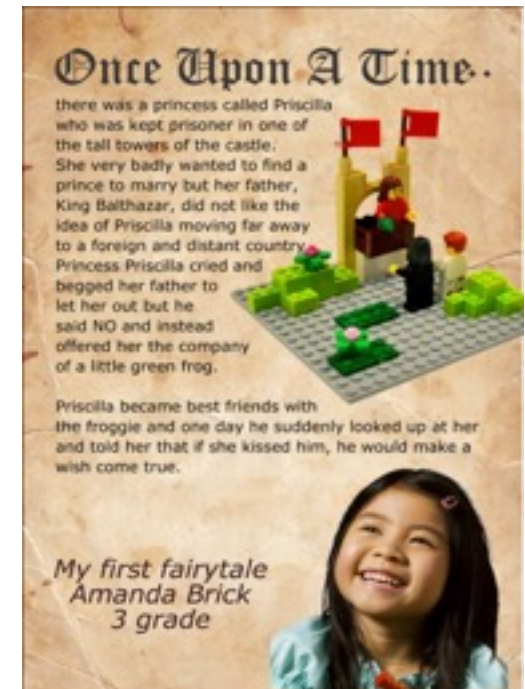 Once Upon A Time..
there was a princess called Priscilla
who was kept prisoner in one of
the tall towers of the castle.
She very badly wanted to find a
prince to marry but her father,
King Balthazar, did not like the
idea of Priscilla moving far away
to a foreign and distant country.
Princess Priscilla cried and
begged her father to
let her out but he
said NO and instead
offered her the company
of a little green frog.
Priscilla became best friends with
the froggie and one day he suddenly looked up at her
and told her that if she kissed him, he would make a
wish come true.
My first fairytale
Amanda Brick
3 grade